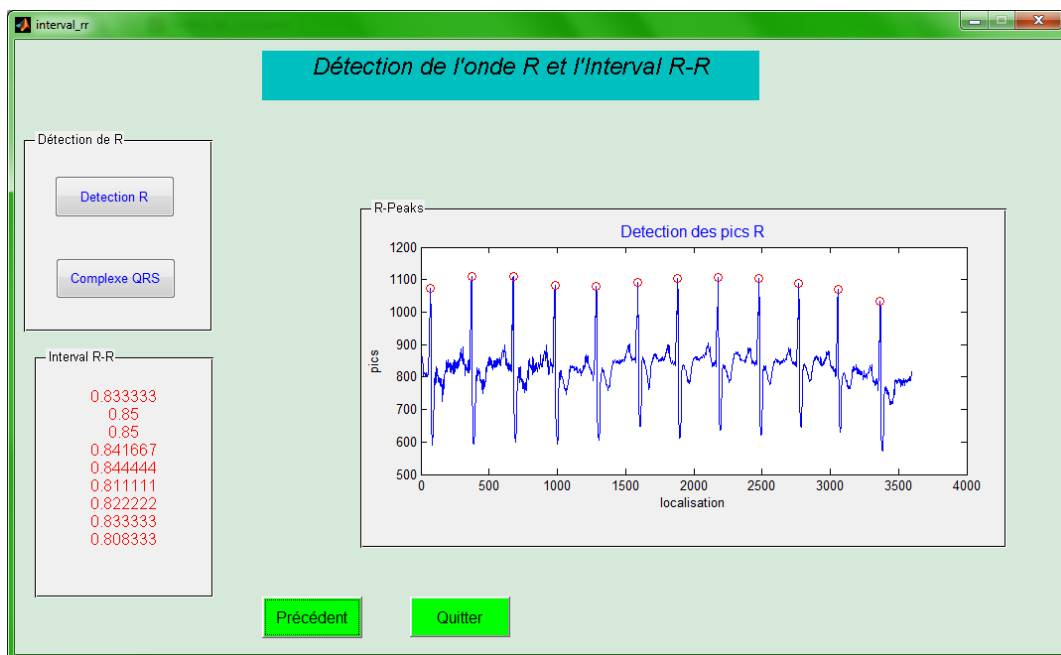 interval_rr
Détection de l'onde R et l'Interval R-R
Détection de R
Detection R
Complexe QRS
Interval R-R
0.833333
0.85
0.85
0.841667
0.844444
0.811111
0.822222
0.833333
0.808333
R-Peaks
Detection des pics R
1200
1100
1000
900
800
700
600
500
pics
0 500 1000 1500 2000 2500 3000 3500 4000
localisation
Précédent
Quitter